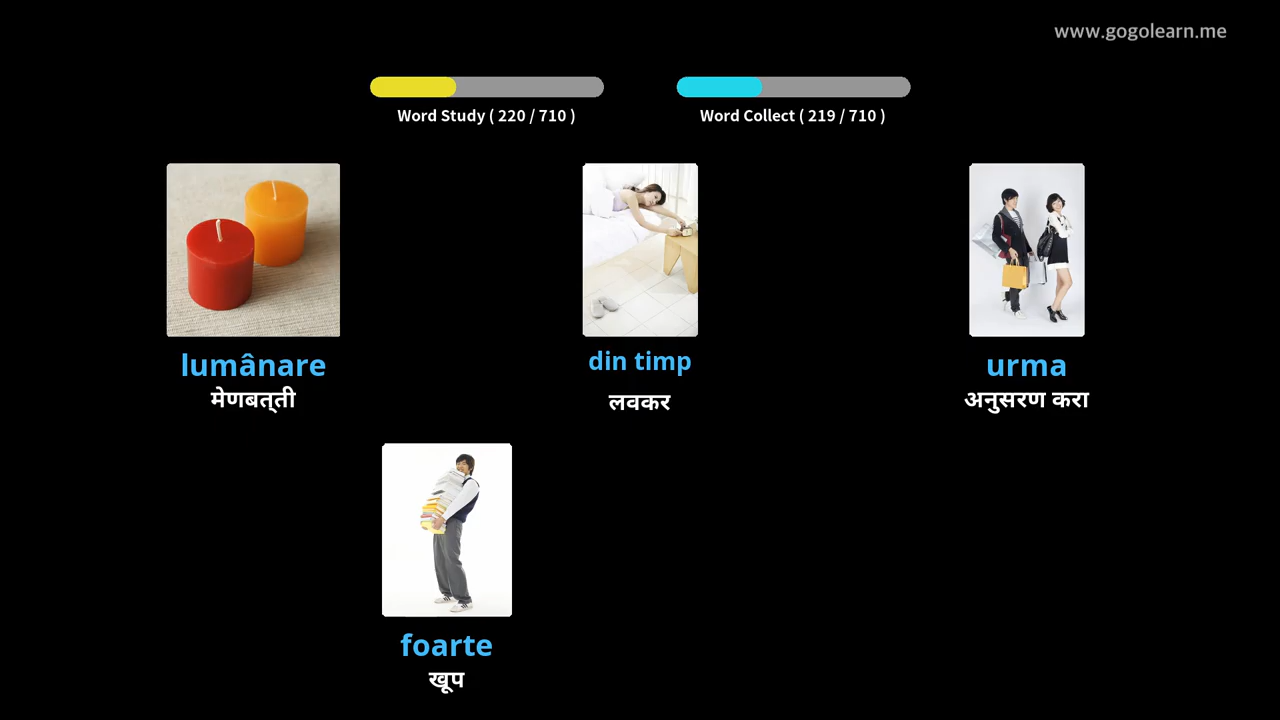 www.gogolearn.me
Word Study ( 220 / 710 )
Word Collect ( 219 / 710 )
lumânare
मेणबत्ती
din timp
लवकर
urma
अनुसरण करा
foarte
खूप